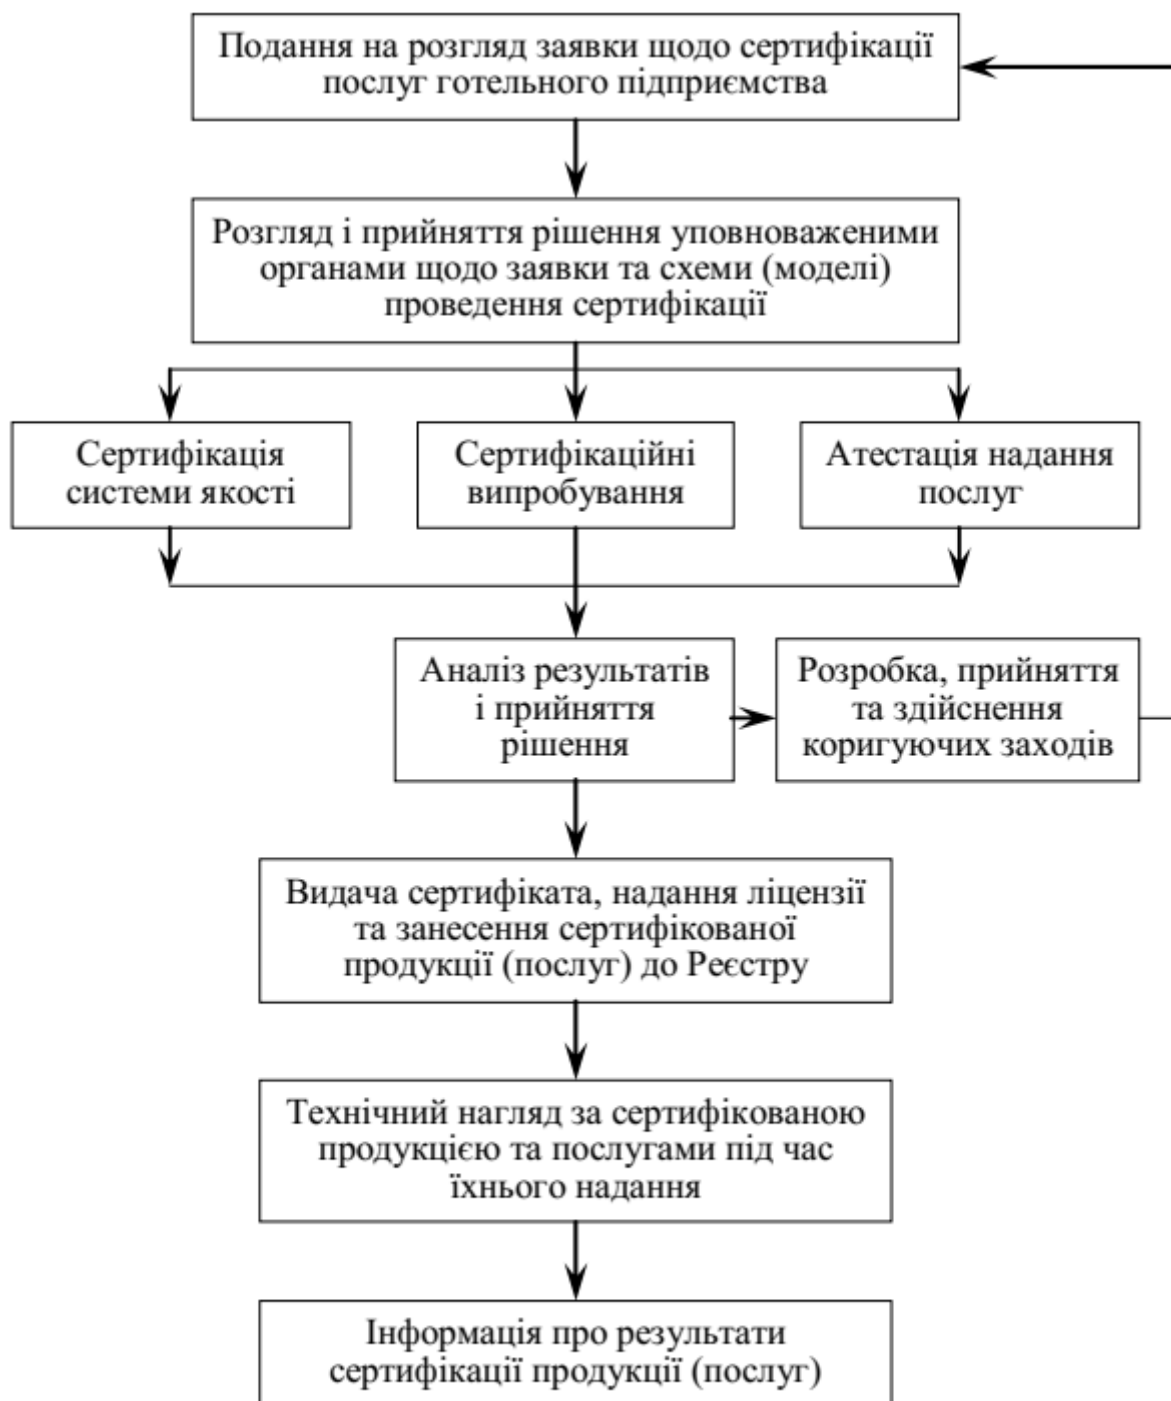 Подання на розгляд заявки щодо сертифікації
послуг готельного підприємства
Розгляд і прийняття рішення уповноваженими
органами щодо заявки та схеми (моделі)
проведення сертифікації
Сертифікація
системи якості
Сертифікаційні
випробування
Атестація надання
послуг
Аналіз результатів
і прийняття
рішення
Розробка, прийняття
та здійснення
коригуючих заходів
Видача сертифіката, надання ліцензії
та занесення сертифікованої
продукції (послуг) до Реєстру
Технічний нагляд за сертифікованою
продукцією та послугами під час
їхнього надання
Інформація про результати
сертифікації продукції (послуг)